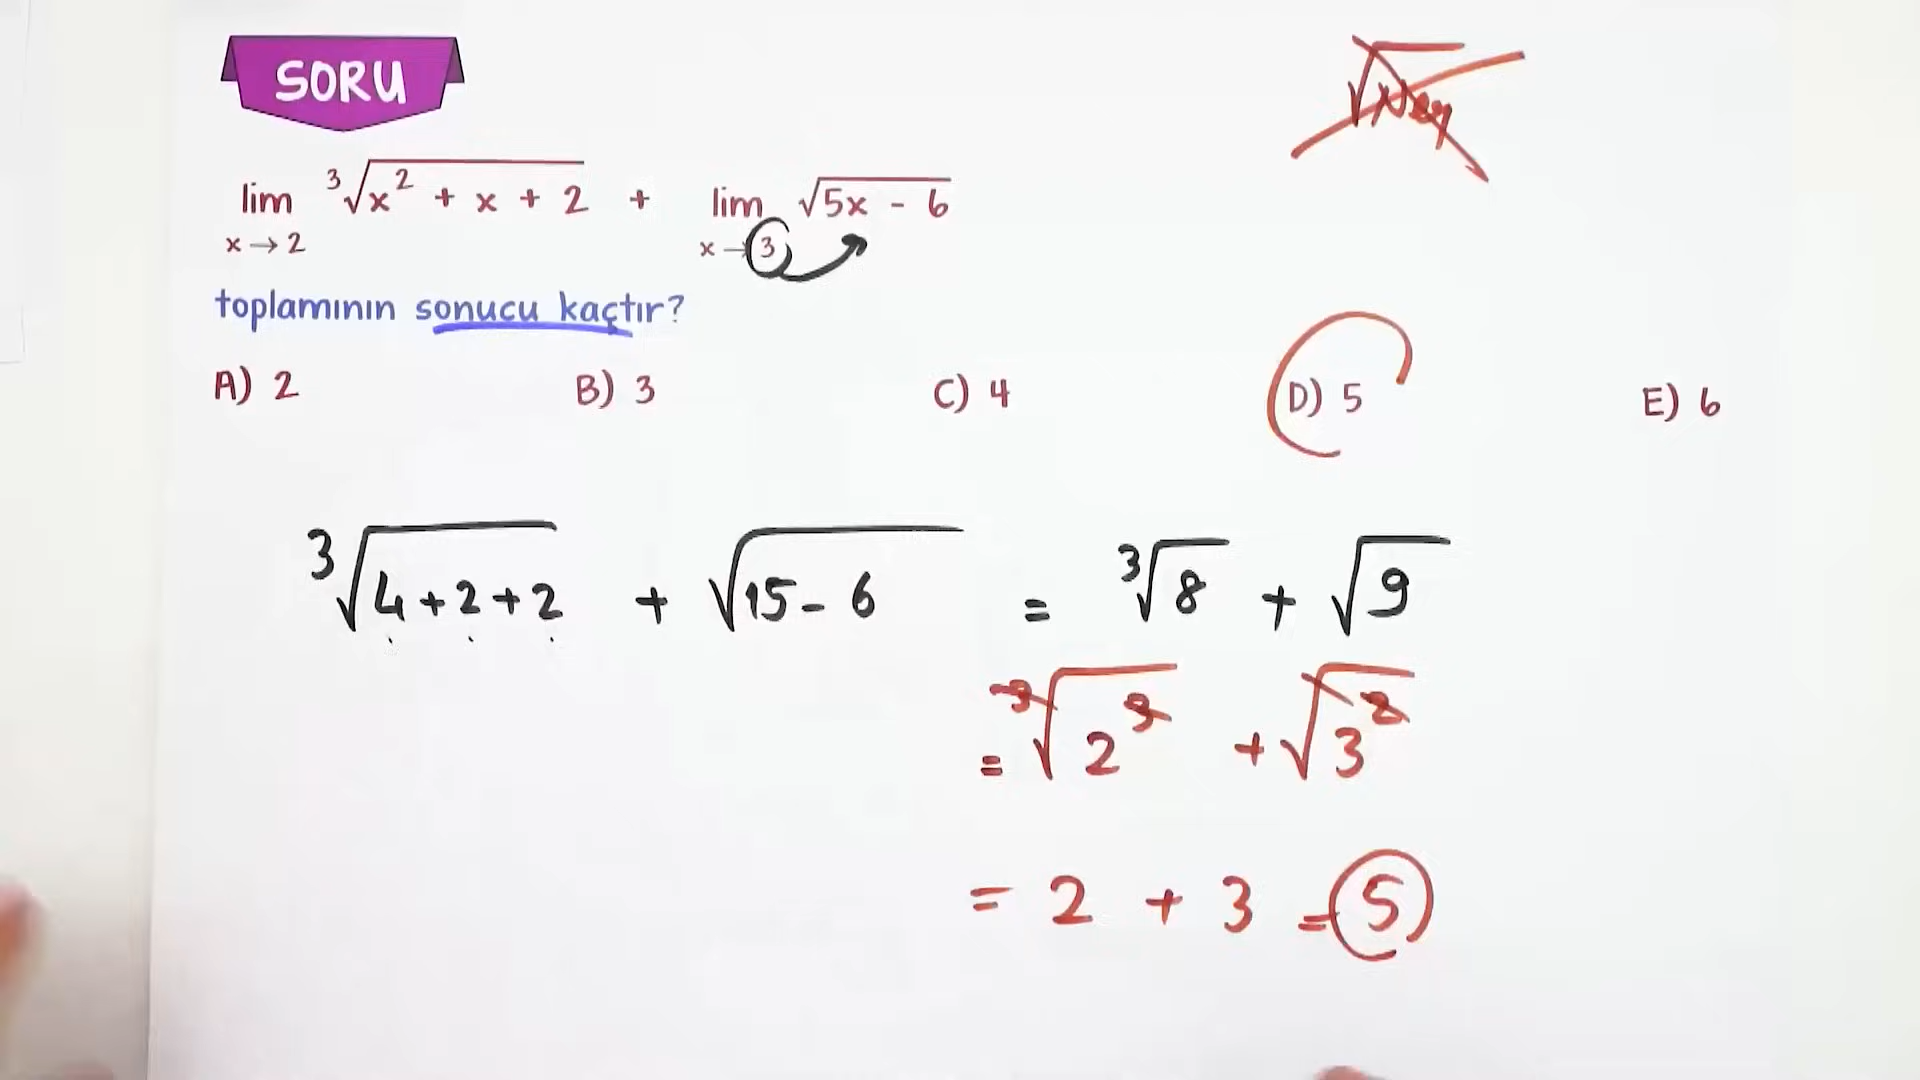 SORU
√Neg
lim x→2 ³√(x² + x + 2) + lim x→3 √(5x - 6)
toplamının sonucu kaçtır?
A) 2 B) 3 C) 4 D) 5 E) 6
³√(4+2+2) + √(15-6) = ³√8 + √9
= ³√(2³) + √(3²)
= 2 + 3 = 5